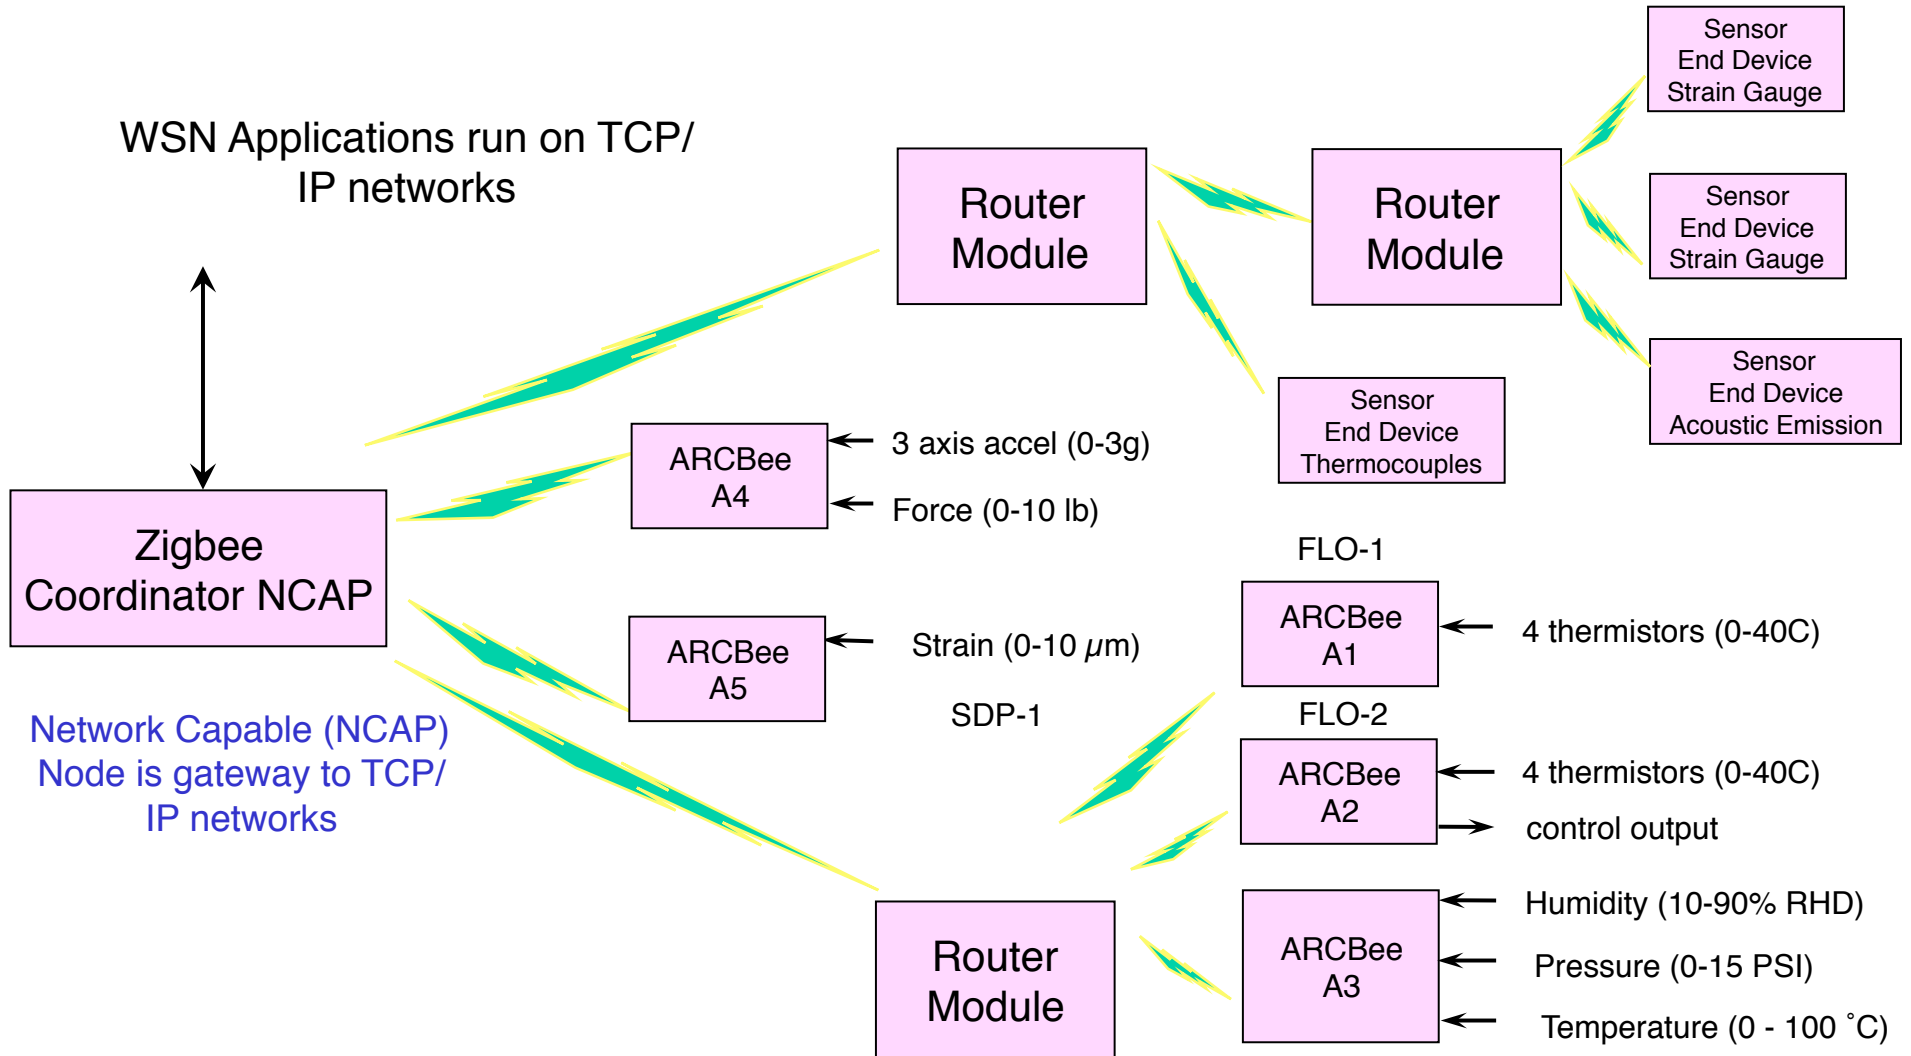 WSN Applications run on TCP/
IP networks
Zigbee
Coordinator NCAP
Network Capable (NCAP)
Node is gateway to TCP/
IP networks
Router
Module
Router
Module
Sensor
End Device
Strain Gauge
Sensor
End Device
Strain Gauge
Sensor
End Device
Acoustic Emission
Sensor
End Device
Thermocouples
ARCBee
A4
3 axis accel (0-3g)
Force (0-10 lb)
ARCBee
A5
Strain (0-10 µm)
SDP-1
FLO-1
ARCBee
A1
4 thermistors (0-40C)
FLO-2
ARCBee
A2
4 thermistors (0-40C)
control output
Router
Module
ARCBee
A3
Humidity (10-90% RHD)
Pressure (0-15 PSI)
Temperature (0 - 100 ˚C)